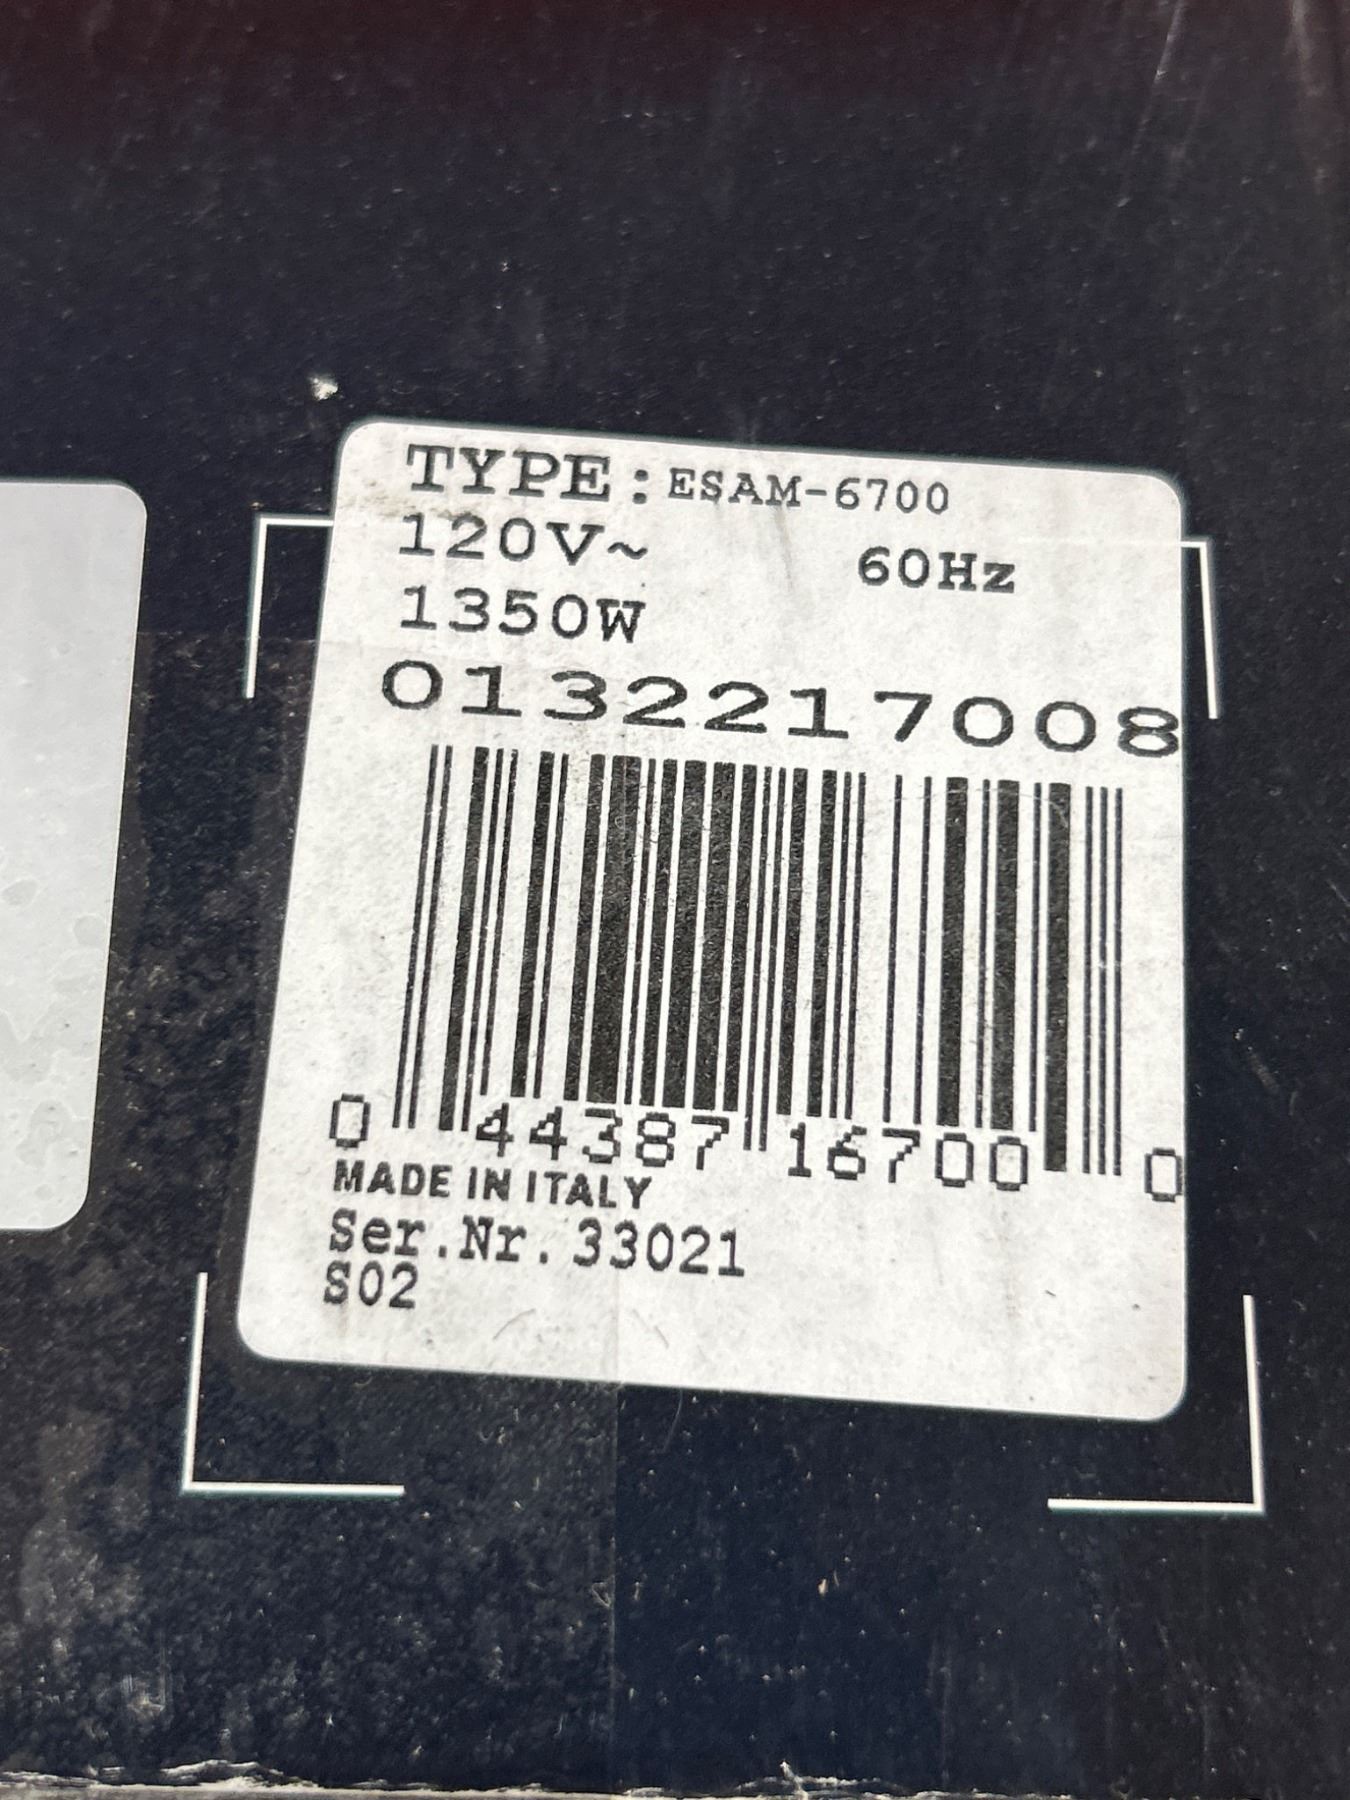 TYPE:ESAM-6700
120V~ 60Hz
1350W
0132217008
0 44387 16700 0
MADE IN ITALY
Ser.Nr. 33021
S02